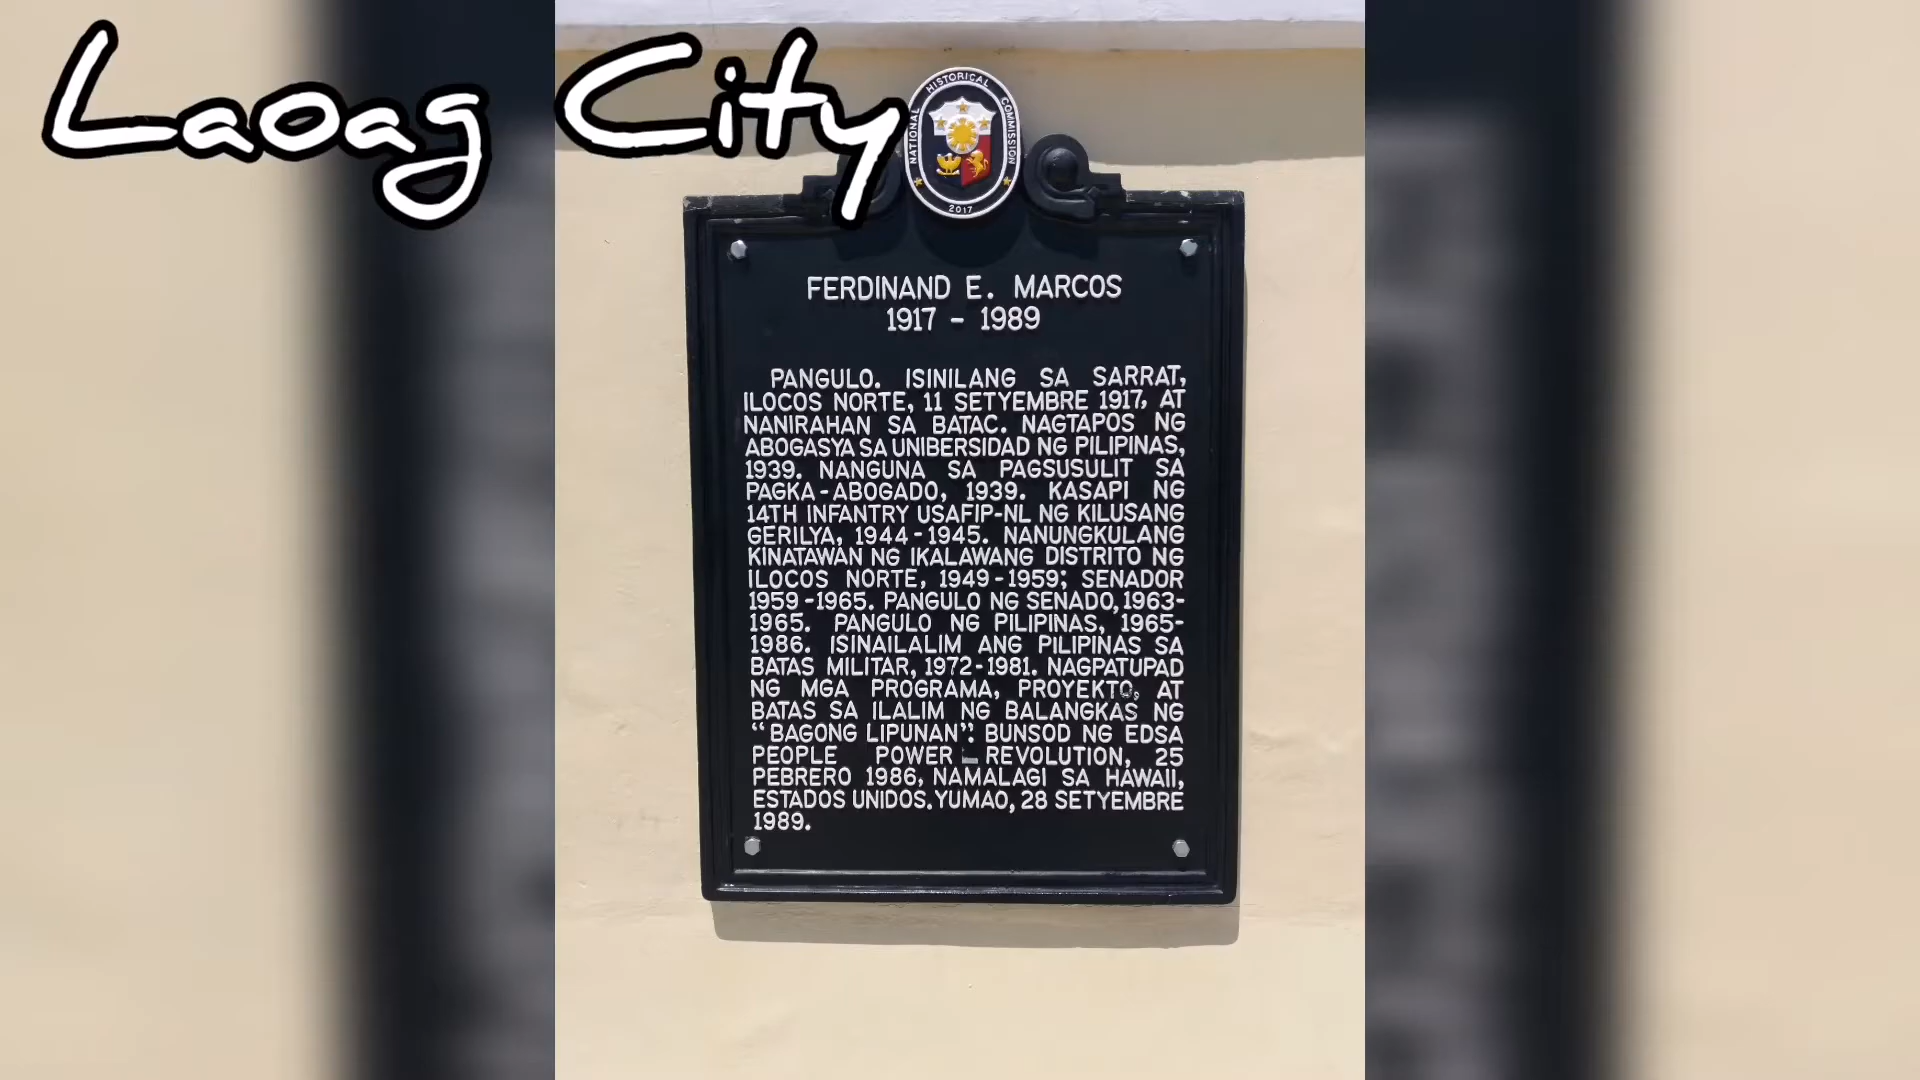 Laoag City
NATIONAL HISTORICAL COMMISSION
2017
FERDINAND E. MARCOS
1917 - 1989
PANGULO. ISINILANG SA SARRAT,
ILOCOS NORTE, 11 SETYEMBRE 1917, AT
NANIRAHAN SA BATAC. NAGTAPOS NG
ABOGASYA SA UNIBERSIDAD NG PILIPINAS,
1939. NANGUNA SA PAGSUSULIT SA
PAGKA-ABOGADO, 1939. KASAPI NG
14TH INFANTRY USAFIP-NL NG KILUSANG
GERILYA, 1944-1945. NANUNGKULANG
KINATAWAN NG IKALAWANG DISTRITO NG
ILOCOS NORTE, 1949-1959; SENADOR
1959-1965. PANGULO NG SENADO, 1963-
1965. PANGULO NG PILIPINAS, 1965-
1986. ISINAILALIM ANG PILIPINAS SA
BATAS MILITAR, 1972-1981. NAGPATUPAD
NG MGA PROGRAMA, PROYEKTO, AT
BATAS SA ILALIM NG BALANGKAS NG
“BAGONG LIPUNAN”. BUNSOD NG EDSA
PEOPLE POWER REVOLUTION, 25
PEBRERO 1986, NAMALAGI SA HAWAII,
ESTADOS UNIDOS. YUMAO, 28 SETYEMBRE
1989.